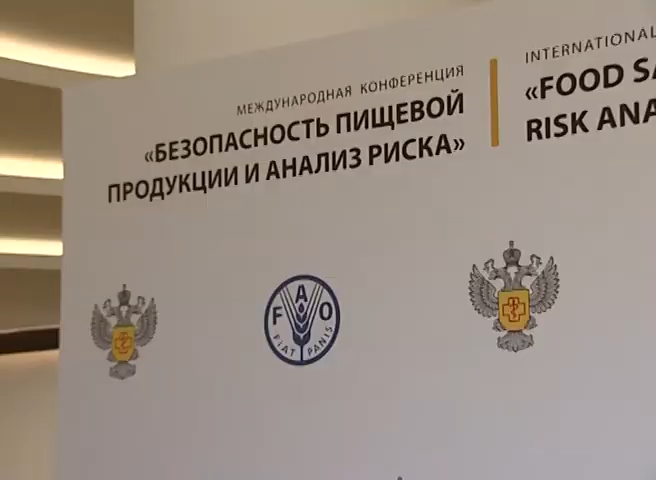 МЕЖДУНАРОДНАЯ КОНФЕРЕНЦИЯ
«БЕЗОПАСНОСТЬ ПИЩЕВОЙ
ПРОДУКЦИИ И АНАЛИЗ РИСКА»
INTERNATIONAL
«FOOD SA
RISK ANA
FAO
FIAT PANIS